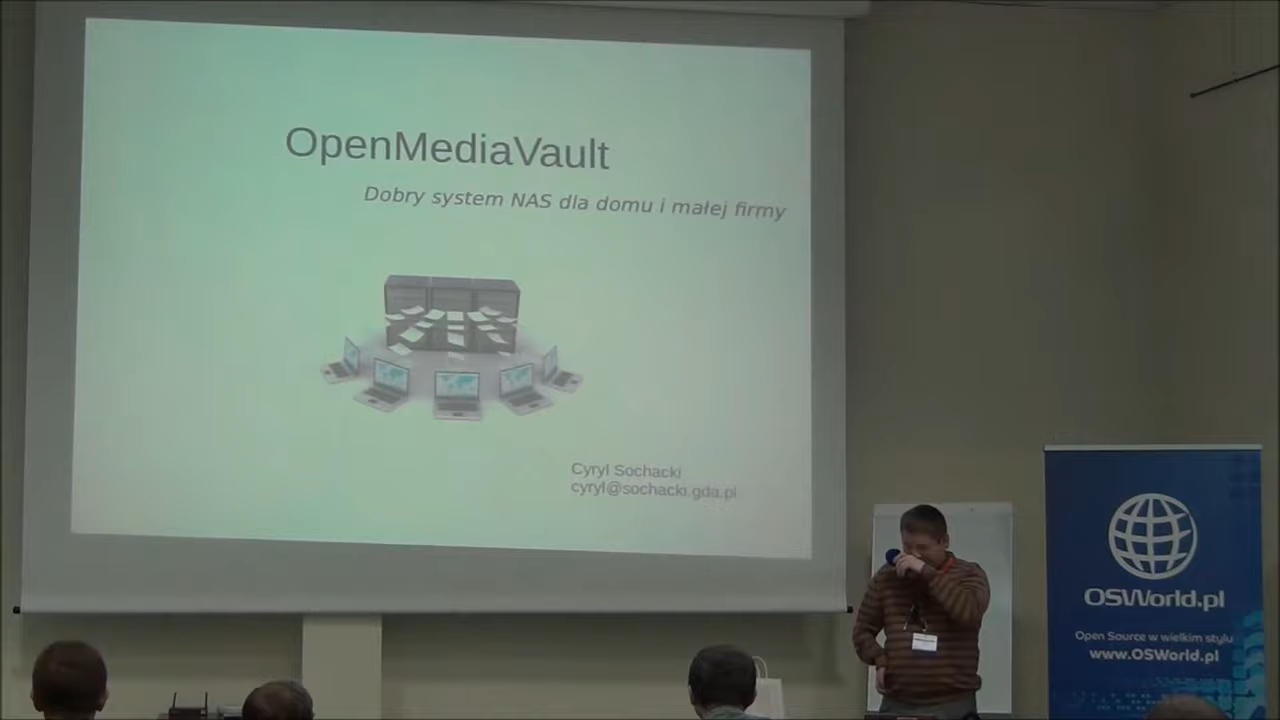 OpenMediaVault
Dobry system NAS dla domu i małej firmy
Cyryl Sochacki
cyryl@sochacki.gda.pl
OSWorld.pl
Open Source w wielkim stylu
www.OSWorld.pl